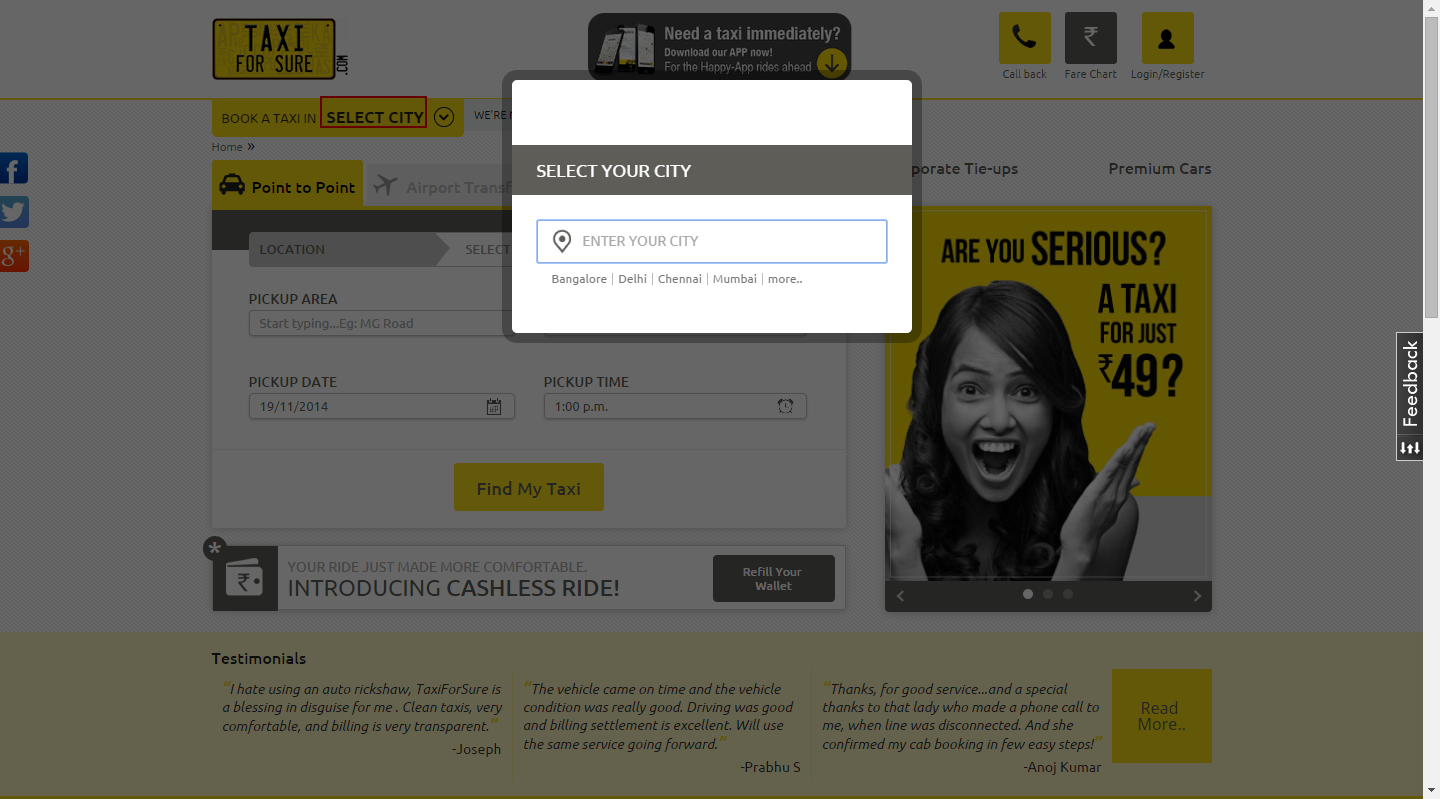 TAXI
FOR SURE
.COM
Need a taxi immediately?
Download our APP now!
For the Happy-App rides ahead
Call back
Fare Chart
Login/Register
BOOK A TAXI IN SELECT CITY
WE'RE
Home »
SELECT YOUR CITY
ENTER YOUR CITY
Bangalore | Delhi | Chennai | Mumbai | more..
Point to Point
Airport Transf
porate Tie-ups
Premium Cars
LOCATION
SELECT
PICKUP AREA
Start typing...Eg: MG Road
PICKUP DATE
PICKUP TIME
19/11/2014
1:00 p.m.
Find My Taxi
YOUR RIDE JUST MADE MORE COMFORTABLE.
INTRODUCING CASHLESS RIDE!
Refill Your
Wallet
ARE YOU SERIOUS?
A TAXI
FOR JUST
₹49?
Feedback
Testimonials
"I hate using an auto rickshaw, TaxiForSure is
a blessing in disguise for me . Clean taxis, very
comfortable, and billing is very transparent."
-Joseph
"The vehicle came on time and the vehicle
condition was really good. Driving was good
and billing settlement is excellent. Will use
the same service going forward."
-Prabhu S
"Thanks, for good service...and a special
thanks to that lady who made a phone call to
me, when line was disconnected. And she
confirmed my cab booking in few easy steps!"
-Anoj Kumar
Read
More..